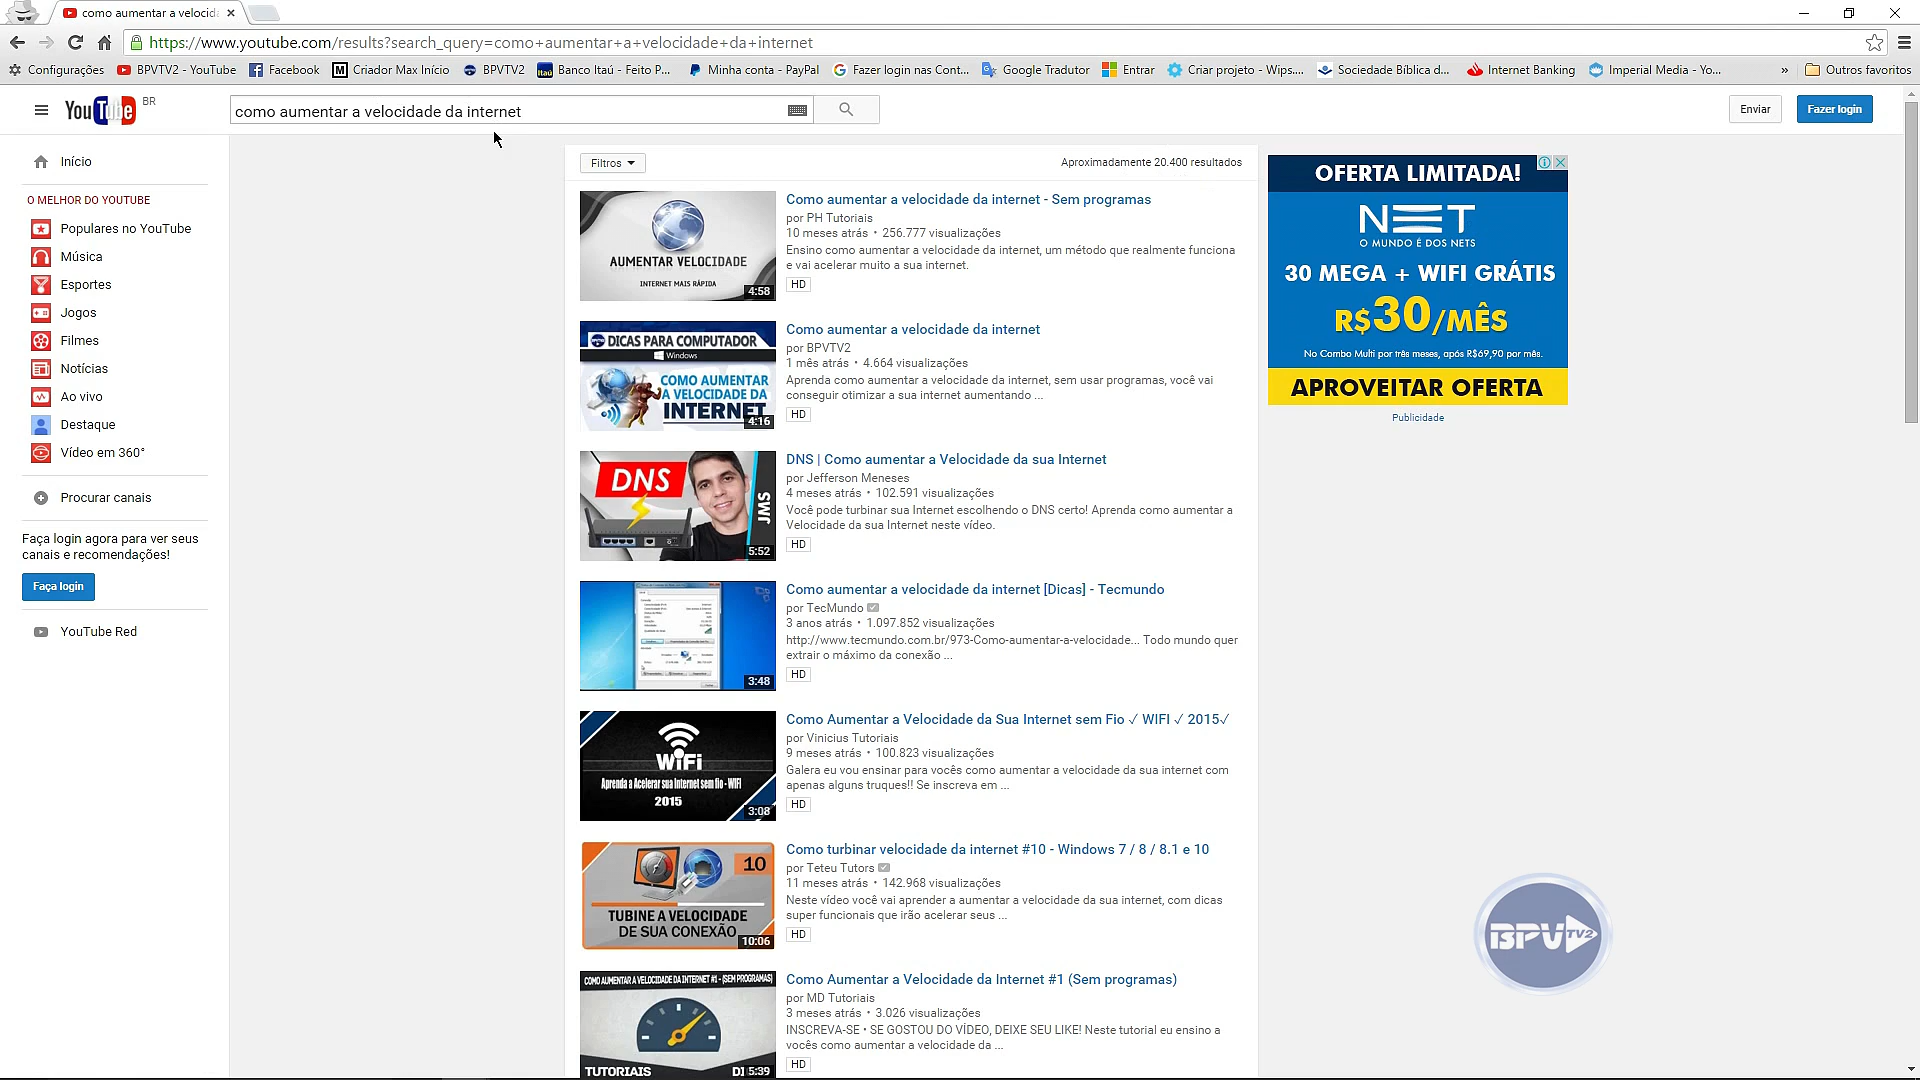 como aumentar a velocid
https://www.youtube.com/results?search_query=como+aumentar+a+velocidade+da+internet
Configurações BPVTV2 - YouTube Facebook Criador Max Início BPVTV2 Banco Itaú - Feito P... Minha conta - PayPal Fazer login nas Cont... Google Tradutor Entrar Criar projeto - Wips.... Sociedade Bíblica d... Internet Banking Imperial Media - Yo... » Outros favoritos
YouTube BR
como aumentar a velocidade da internet
Enviar
Fazer login
Início
O MELHOR DO YOUTUBE
Populares no YouTube
Música
Esportes
Jogos
Filmes
Notícias
Ao vivo
Destaque
Vídeo em 360°
Procurar canais
Faça login agora para ver seus
canais e recomendações!
Faça login
YouTube Red
Filtros
Aproximadamente 20.400 resultados
AUMENTAR VELOCIDADE
INTERNET MAIS RÁPIDA
4:58
Como aumentar a velocidade da internet - Sem programas
por PH Tutoriais
10 meses atrás • 256.777 visualizações
Ensino como aumentar a velocidade da internet, um método que realmente funciona
e vai acelerar muito a sua internet.
HD
DICAS PARA COMPUTADOR
Windows
COMO AUMENTAR
A VELOCIDADE DA
INTERNET
4:16
Como aumentar a velocidade da internet
por BPVTV2
1 mês atrás • 4.664 visualizações
Aprenda como aumentar a velocidade da internet, sem usar programas, você vai
conseguir otimizar a sua internet aumentando ...
HD
DNS
JMS
5:52
DNS | Como aumentar a Velocidade da sua Internet
por Jefferson Meneses
4 meses atrás • 102.591 visualizações
Você pode turbinar sua Internet escolhendo o DNS certo! Aprenda como aumentar a
Velocidade da sua Internet neste vídeo.
HD
3:48
Como aumentar a velocidade da internet [Dicas] - Tecmundo
por TecMundo
3 anos atrás • 1.097.852 visualizações
http://www.tecmundo.com.br/973-Como-aumentar-a-velocidade... Todo mundo quer
extrair o máximo da conexão ...
HD
WiFi
Aprenda a Acelerar sua Internet sem fio - WIFI
2015
3:08
Como Aumentar a Velocidade da Sua Internet sem Fio √ WIFI √ 2015√
por Vinicius Tutoriais
9 meses atrás • 100.823 visualizações
Galera eu vou ensinar para vocês como aumentar a velocidade da sua internet com
apenas alguns truques!! Se inscreva em ...
HD
10
TUBINE A VELOCIDADE
DE SUA CONEXÃO
10:06
Como turbinar velocidade da internet #10 - Windows 7 / 8 / 8.1 e 10
por Teteu Tutors
11 meses atrás • 142.968 visualizações
Neste vídeo você vai aprender a aumentar a velocidade da sua internet, com dicas
super funcionais que irão acelerar seus ...
HD
COMO AUMENTAR A VELOCIDADE DA INTERNET #1 - (SEM PROGRAMAS)
TUTORIAIS
DI
5:39
Como Aumentar a Velocidade da Internet #1 (Sem programas)
por MD Tutoriais
3 meses atrás • 3.026 visualizações
INSCREVA-SE • SE GOSTOU DO VÍDEO, DEIXE SEU LIKE! Neste tutorial eu ensino a
vocês como aumentar a velocidade da ...
HD
OFERTA LIMITADA!
NET
O MUNDO É DOS NETS
30 MEGA + WIFI GRÁTIS
R$30/MÊS
No Combo Multi por três meses, após R$69,90 por mês.
APROVEITAR OFERTA
Publicidade
BPV TV2